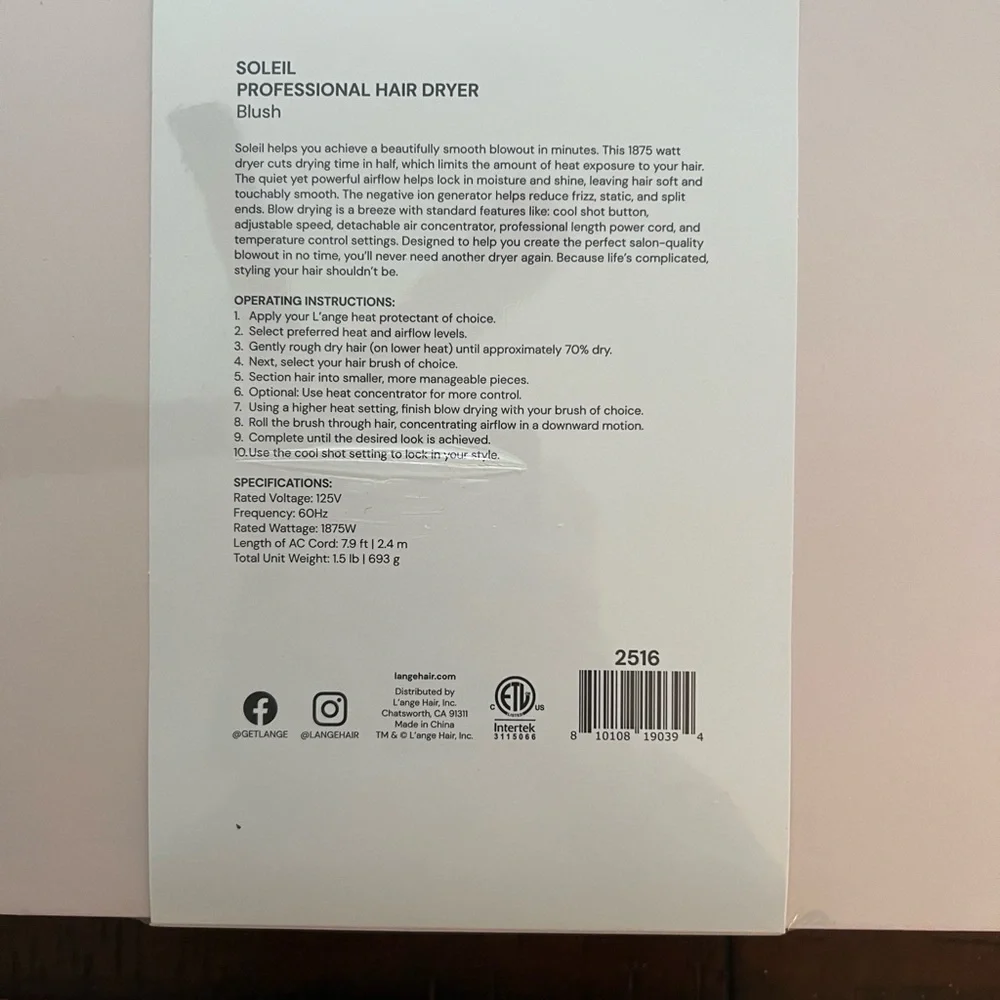 SOLEIL
PROFESSIONAL HAIR DRYER
Blush
Soleil helps you achieve a beautifully smooth blowout in minutes. This 1875 watt
dryer cuts drying time in half, which limits the amount of heat exposure to your hair.
The quiet yet powerful airflow helps lock in moisture and shine, leaving hair soft and
touchably smooth. The negative ion generator helps reduce frizz, static, and split
ends. Blow drying is a breeze with standard features like: cool shot button,
adjustable speed, detachable air concentrator, professional length power cord, and
temperature control settings. Designed to help you create the perfect salon-quality
blowout in no time, you'll never need another dryer again. Because life's complicated,
styling your hair shouldn't be.
OPERATING INSTRUCTIONS:
1. Apply your L'ange heat protectant of choice.
2. Select preferred heat and airflow levels.
3. Gently rough dry hair (on lower heat) until approximately 70% dry.
4. Next, select your hair brush of choice.
5. Section hair into smaller, more manageable pieces.
6. Optional: Use heat concentrator for more control.
7. Using a higher heat setting, finish blow drying with your brush of choice.
8. Roll the brush through hair, concentrating airflow in a downward motion.
9. Complete until the desired look is achieved.
10.Use the cool shot setting to lock in your style.
SPECIFICATIONS:
Rated Voltage: 125V
Frequency: 60Hz
Rated Wattage: 1875W
Length of AC Cord: 7.9 ft | 2.4 m
Total Unit Weight: 1.5 lb | 693 g
@GETLANGE
@LANGEHAIR
langehair.com
Distributed by
L'ange Hair, Inc.
Chatsworth, CA 91311
Made in China
TM & © L'ange Hair, Inc.
C ETL US
LISTED
Intertek
3115066
2516
8 10108 19039 4